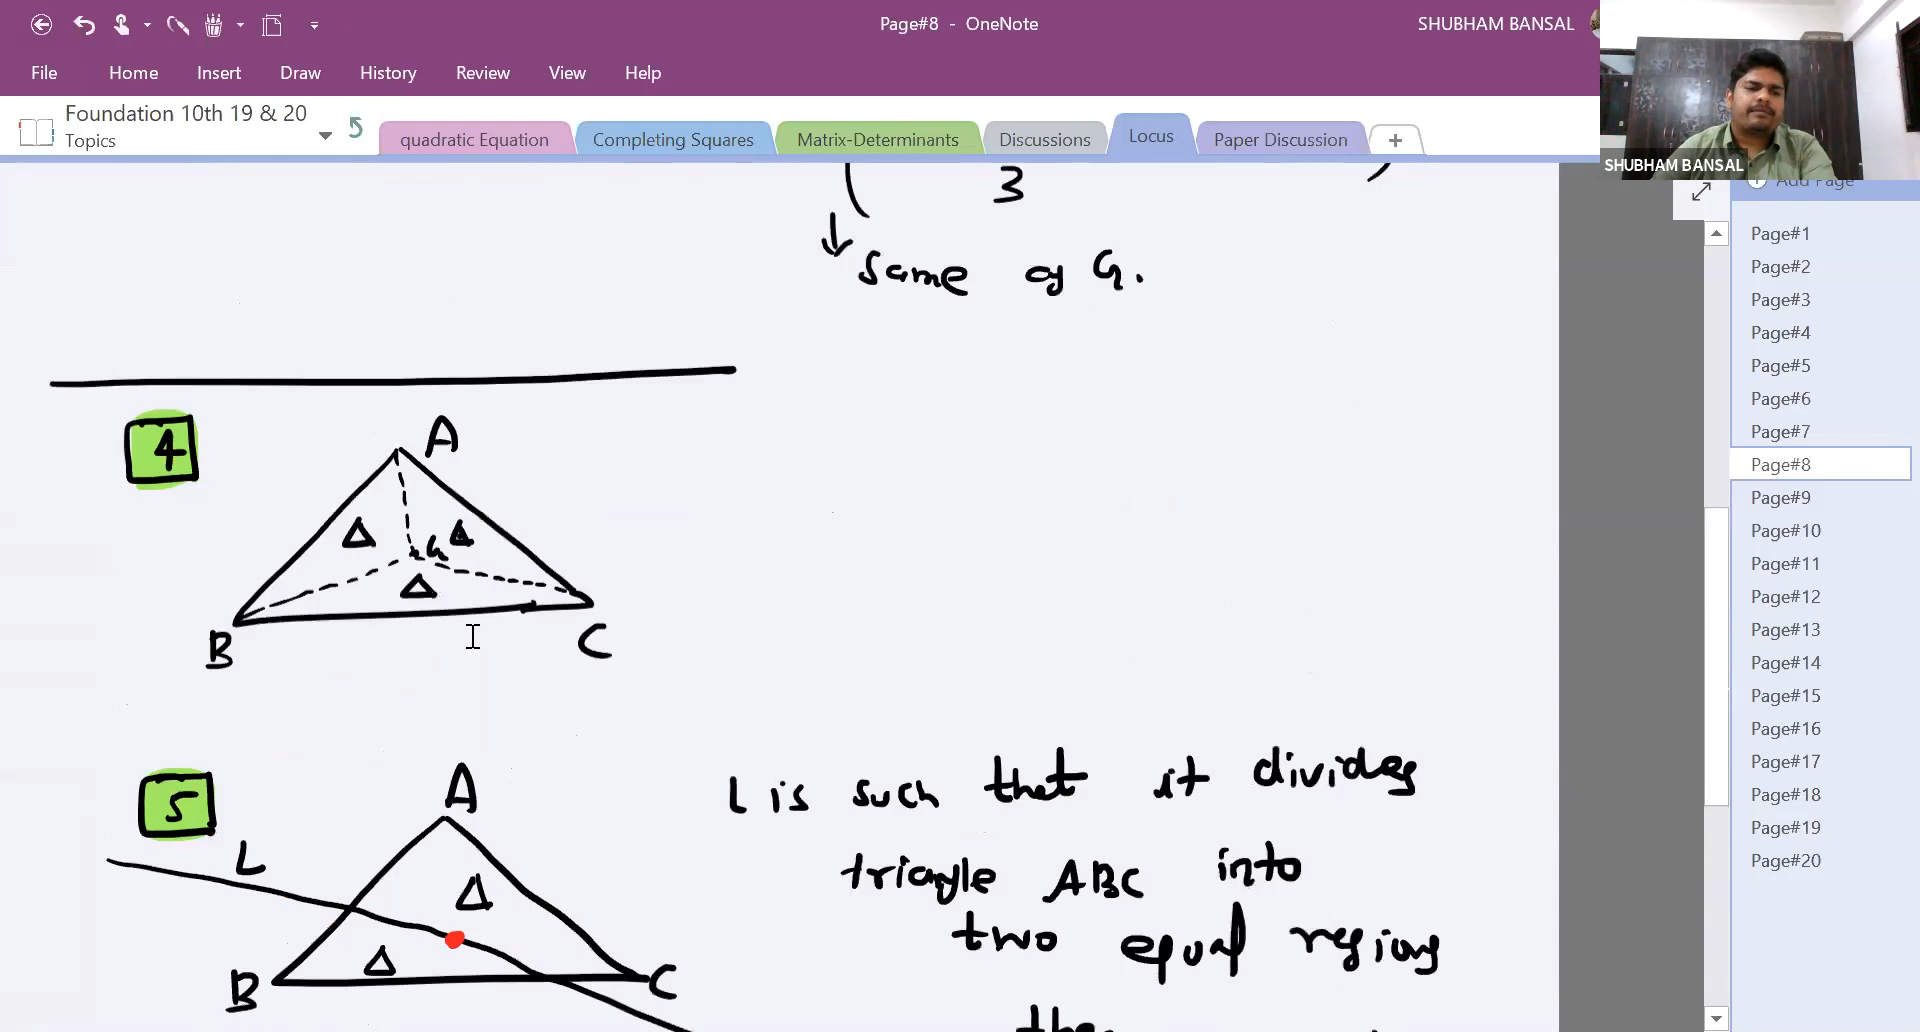 Page#8 - OneNote
SHUBHAM BANSAL
File Home Insert Draw History Review View Help
SHUBHAM BANSAL
Foundation 10th 19 & 20
Topics
quadratic Equation Completing Squares Matrix-Determinants Discussions Locus Paper Discussion +
Add Page
Page#1
Page#2
Page#3
Page#4
Page#5
Page#6
Page#7
Page#8
Page#9
Page#10
Page#11
Page#12
Page#13
Page#14
Page#15
Page#16
Page#17
Page#18
Page#19
Page#20
3
↓ Same of G.
4
A
Δ G Δ
Δ
B C
5
A
L
Δ
Δ
B C
L is such that it divides
triangle ABC into
two equal regions